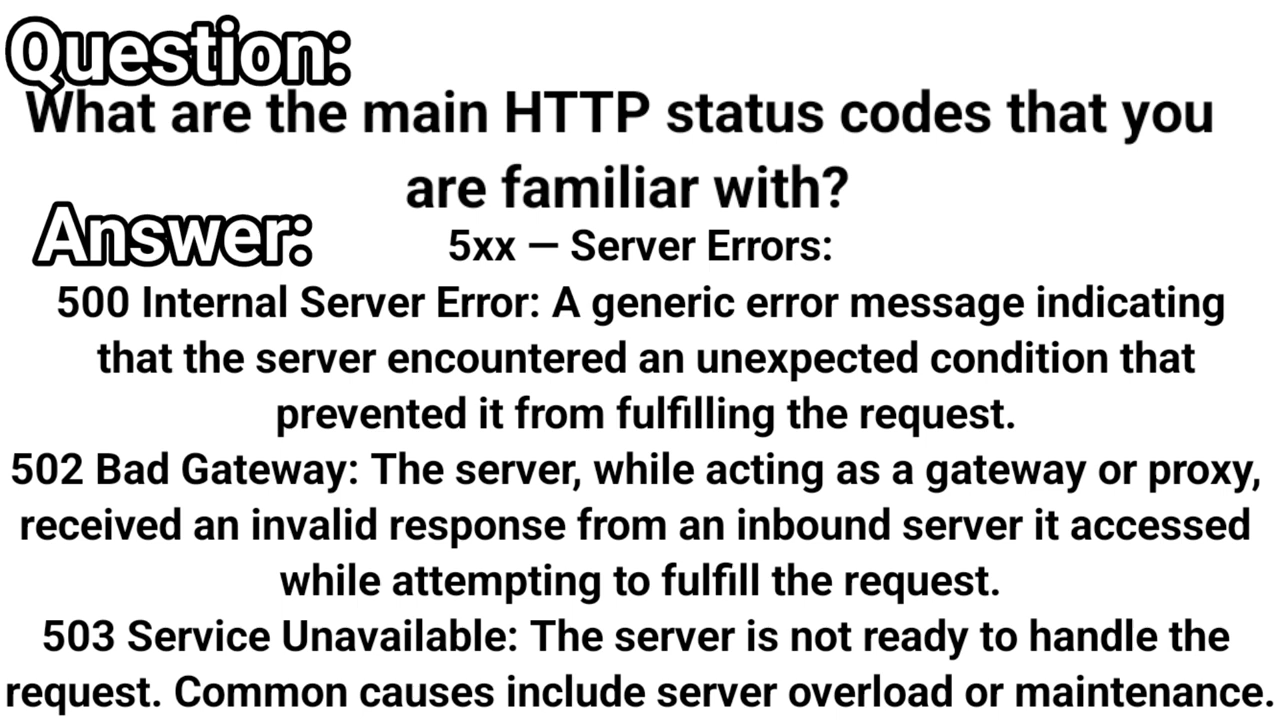 Question:
What are the main HTTP status codes that you
are familiar with?
Answer:
5xx — Server Errors:
500 Internal Server Error: A generic error message indicating
that the server encountered an unexpected condition that
prevented it from fulfilling the request.
502 Bad Gateway: The server, while acting as a gateway or proxy,
received an invalid response from an inbound server it accessed
while attempting to fulfill the request.
503 Service Unavailable: The server is not ready to handle the
request. Common causes include server overload or maintenance.